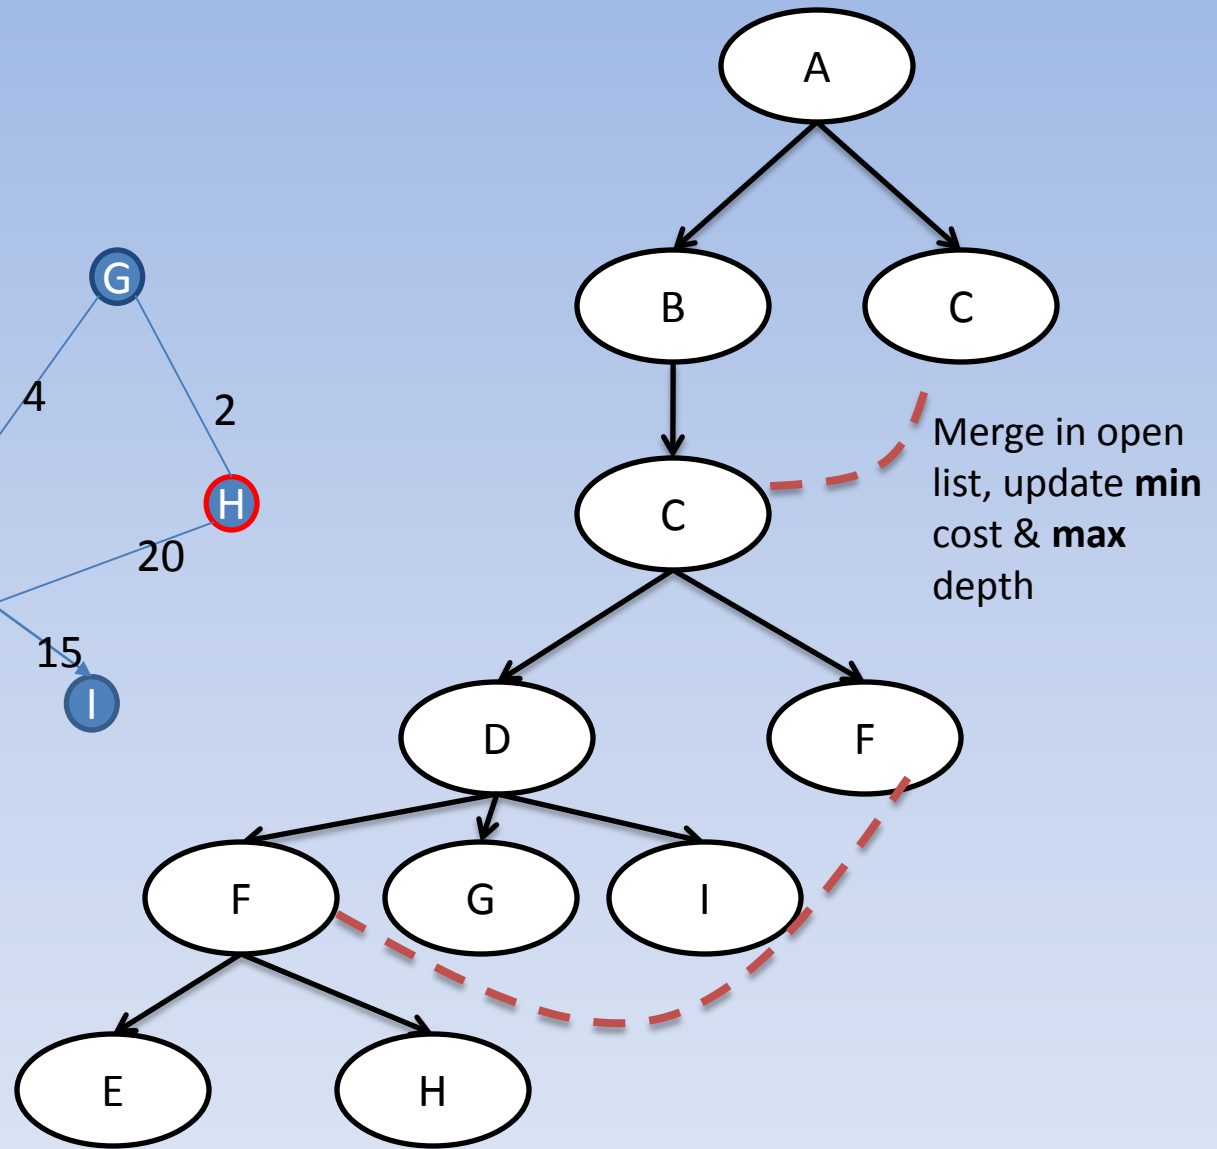 A
G
B
C
4
2
Merge in open
list, update min
cost & max
depth
H
C
20
15
I
D
F
F
G
I
E
H